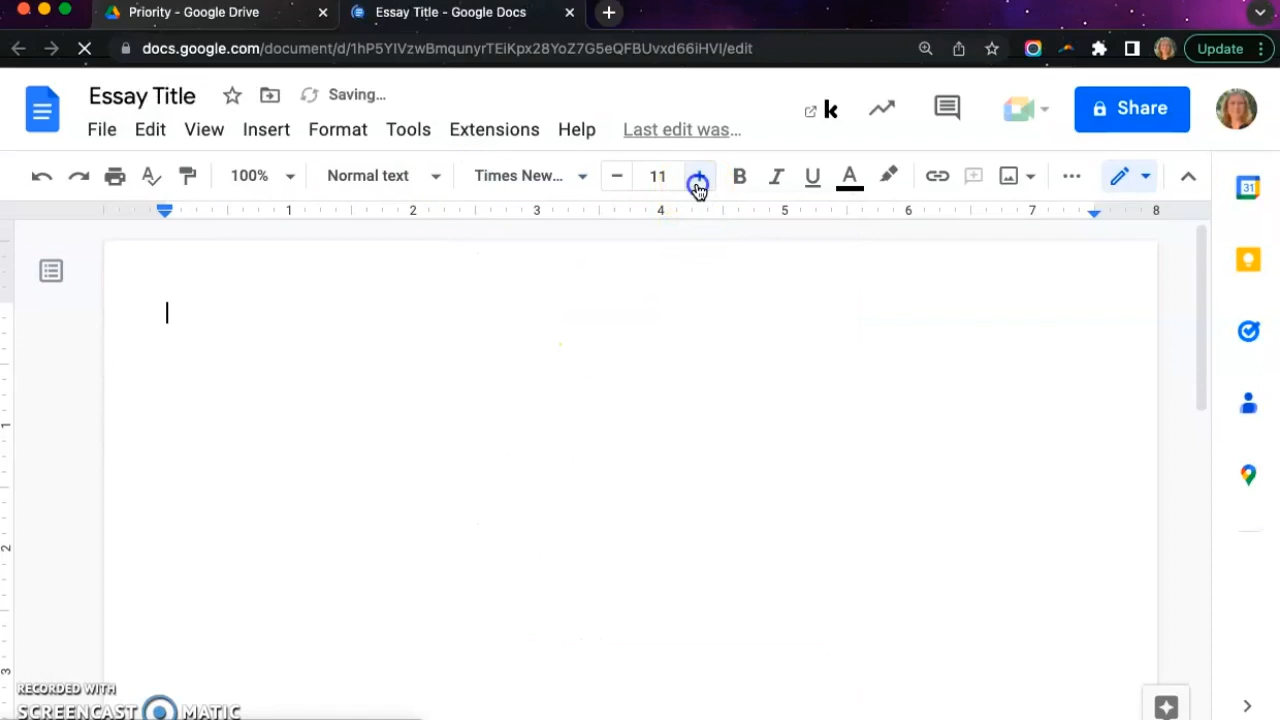 Priority - Google Drive
Essay Title - Google Docs
docs.google.com/document/d/1hP5YIVzwBmqunyrTEiKpx28YoZ7G5eQFBUvxd66iHVI/edit
Update
Essay Title
Saving...
k
Share
File Edit View Insert Format Tools Extensions Help Last edit was...
100% Normal text Times New... 11 B I U A
31
1 2 3 4 5 6 7 8
1
2
3
RECORDED WITH
SCREENCAST MATIC